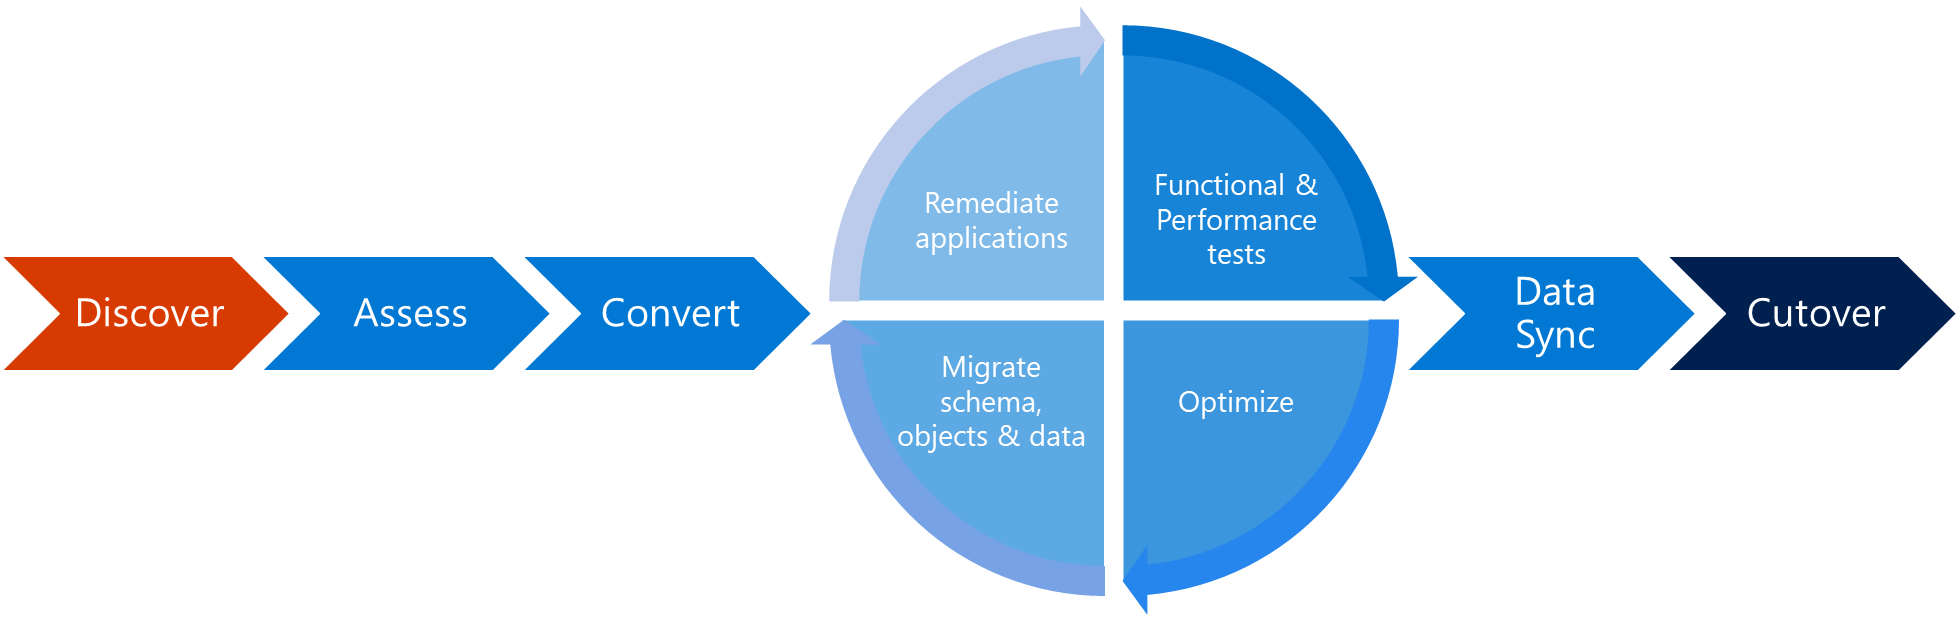 Discover
Assess
Convert
Remediate
applications
Functional &
Performance
tests
Migrate
schema,
objects & data
Optimize
Data
Sync
Cutover